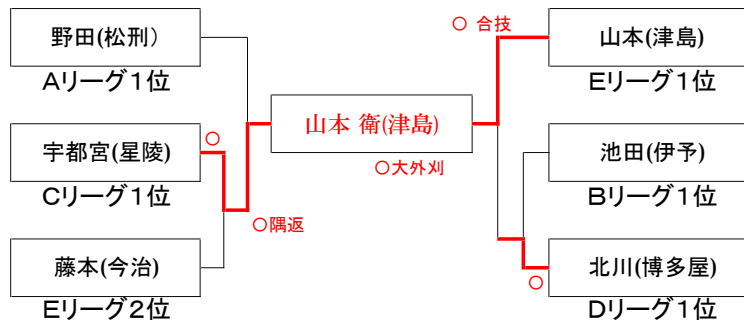 野田(松刑）
Aリーグ1位
宇都宮(星陵)
Cリーグ1位
藤本(今治)
Eリーグ2位
○
○隅返
山本 衛(津島)
○大外刈
○ 合技
山本(津島)
Eリーグ1位
池田(伊予)
Bリーグ1位
北川(博多屋)
Dリーグ1位
○